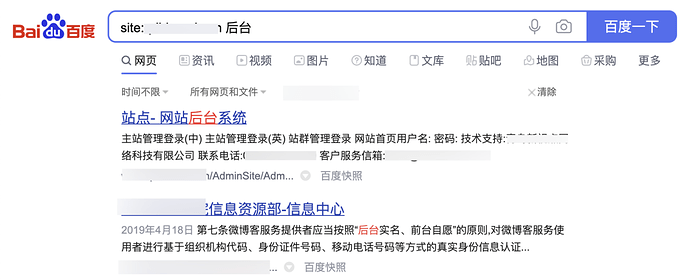 Bai du 百度 site: 后台 百度一下
网页 资讯 视频 图片 知道 文库 贴吧 地图 采购 更多
时间不限 所有网页和文件 清除
站点- 网站后台系统
主站管理登录(中) 主站管理登录(英) 站群管理登录 网站首页用户名: 密码: 技术支持:
络科技有限公司 联系电话: 客户服务信箱:
/AdminSite/Adm... 百度快照
信息资源部-信息中心
2019年4月18日 第七条微博客服务提供者应当按照“后台实名、前台自愿”的原则,对微博客服务使
用者进行基于组织机构代码、身份证件号码、移动电话号码等方式的真实身份信息认证...
... 百度快照